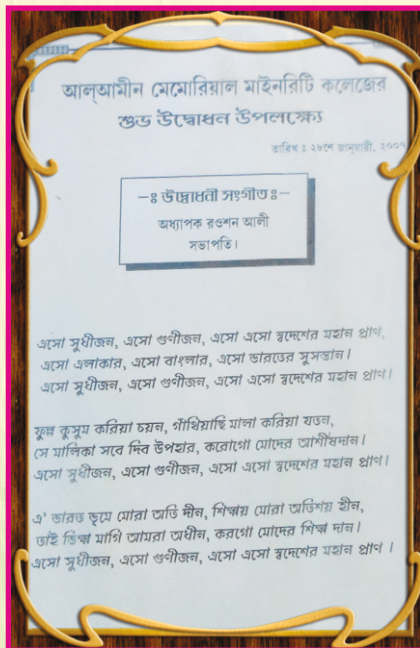 আল্আমীন মেমোরিয়াল মাইনরিটি কলেজের
শুভ উদ্বোধন উপলক্ষ্যে
তারিখ : ২৮শে জানুয়ারী, ২০০৭
-ঃ উদ্বোধনী সংগীত ঃ-
অধ্যাপক রওশন আলী
সভাপতি।
এসো সুধীজন, এসো গুণীজন, এসো এসো স্বদেশের মহান প্রাণ,
এসো এলাকার, এসো বাংলার, এসো ভারতের সুসন্তান।
এসো সুধীজন, এসো গুণীজন, এসো এসো স্বদেশের মহান প্রাণ।
ফুল্ল কুসুম করিয়া চয়ন, গাঁথিয়াছি মালা করিয়া যতন,
সে মালিকা সবে দিব উপহার, করোগো মোদের আশীষদান।
এসো সুধীজন, এসো গুণীজন, এসো এসো স্বদেশের মহান প্রাণ।
এ' ভারত ভূমে মোরা অতি দীন, শিক্ষায় মোরা অতিশয় হীন,
তাই ভিক্ষা মাগি আমরা অধীন, করগো মোদের শিক্ষা দান।
এসো সুধীজন, এসো গুণীজন, এসো এসো স্বদেশের মহান প্রাণ ।